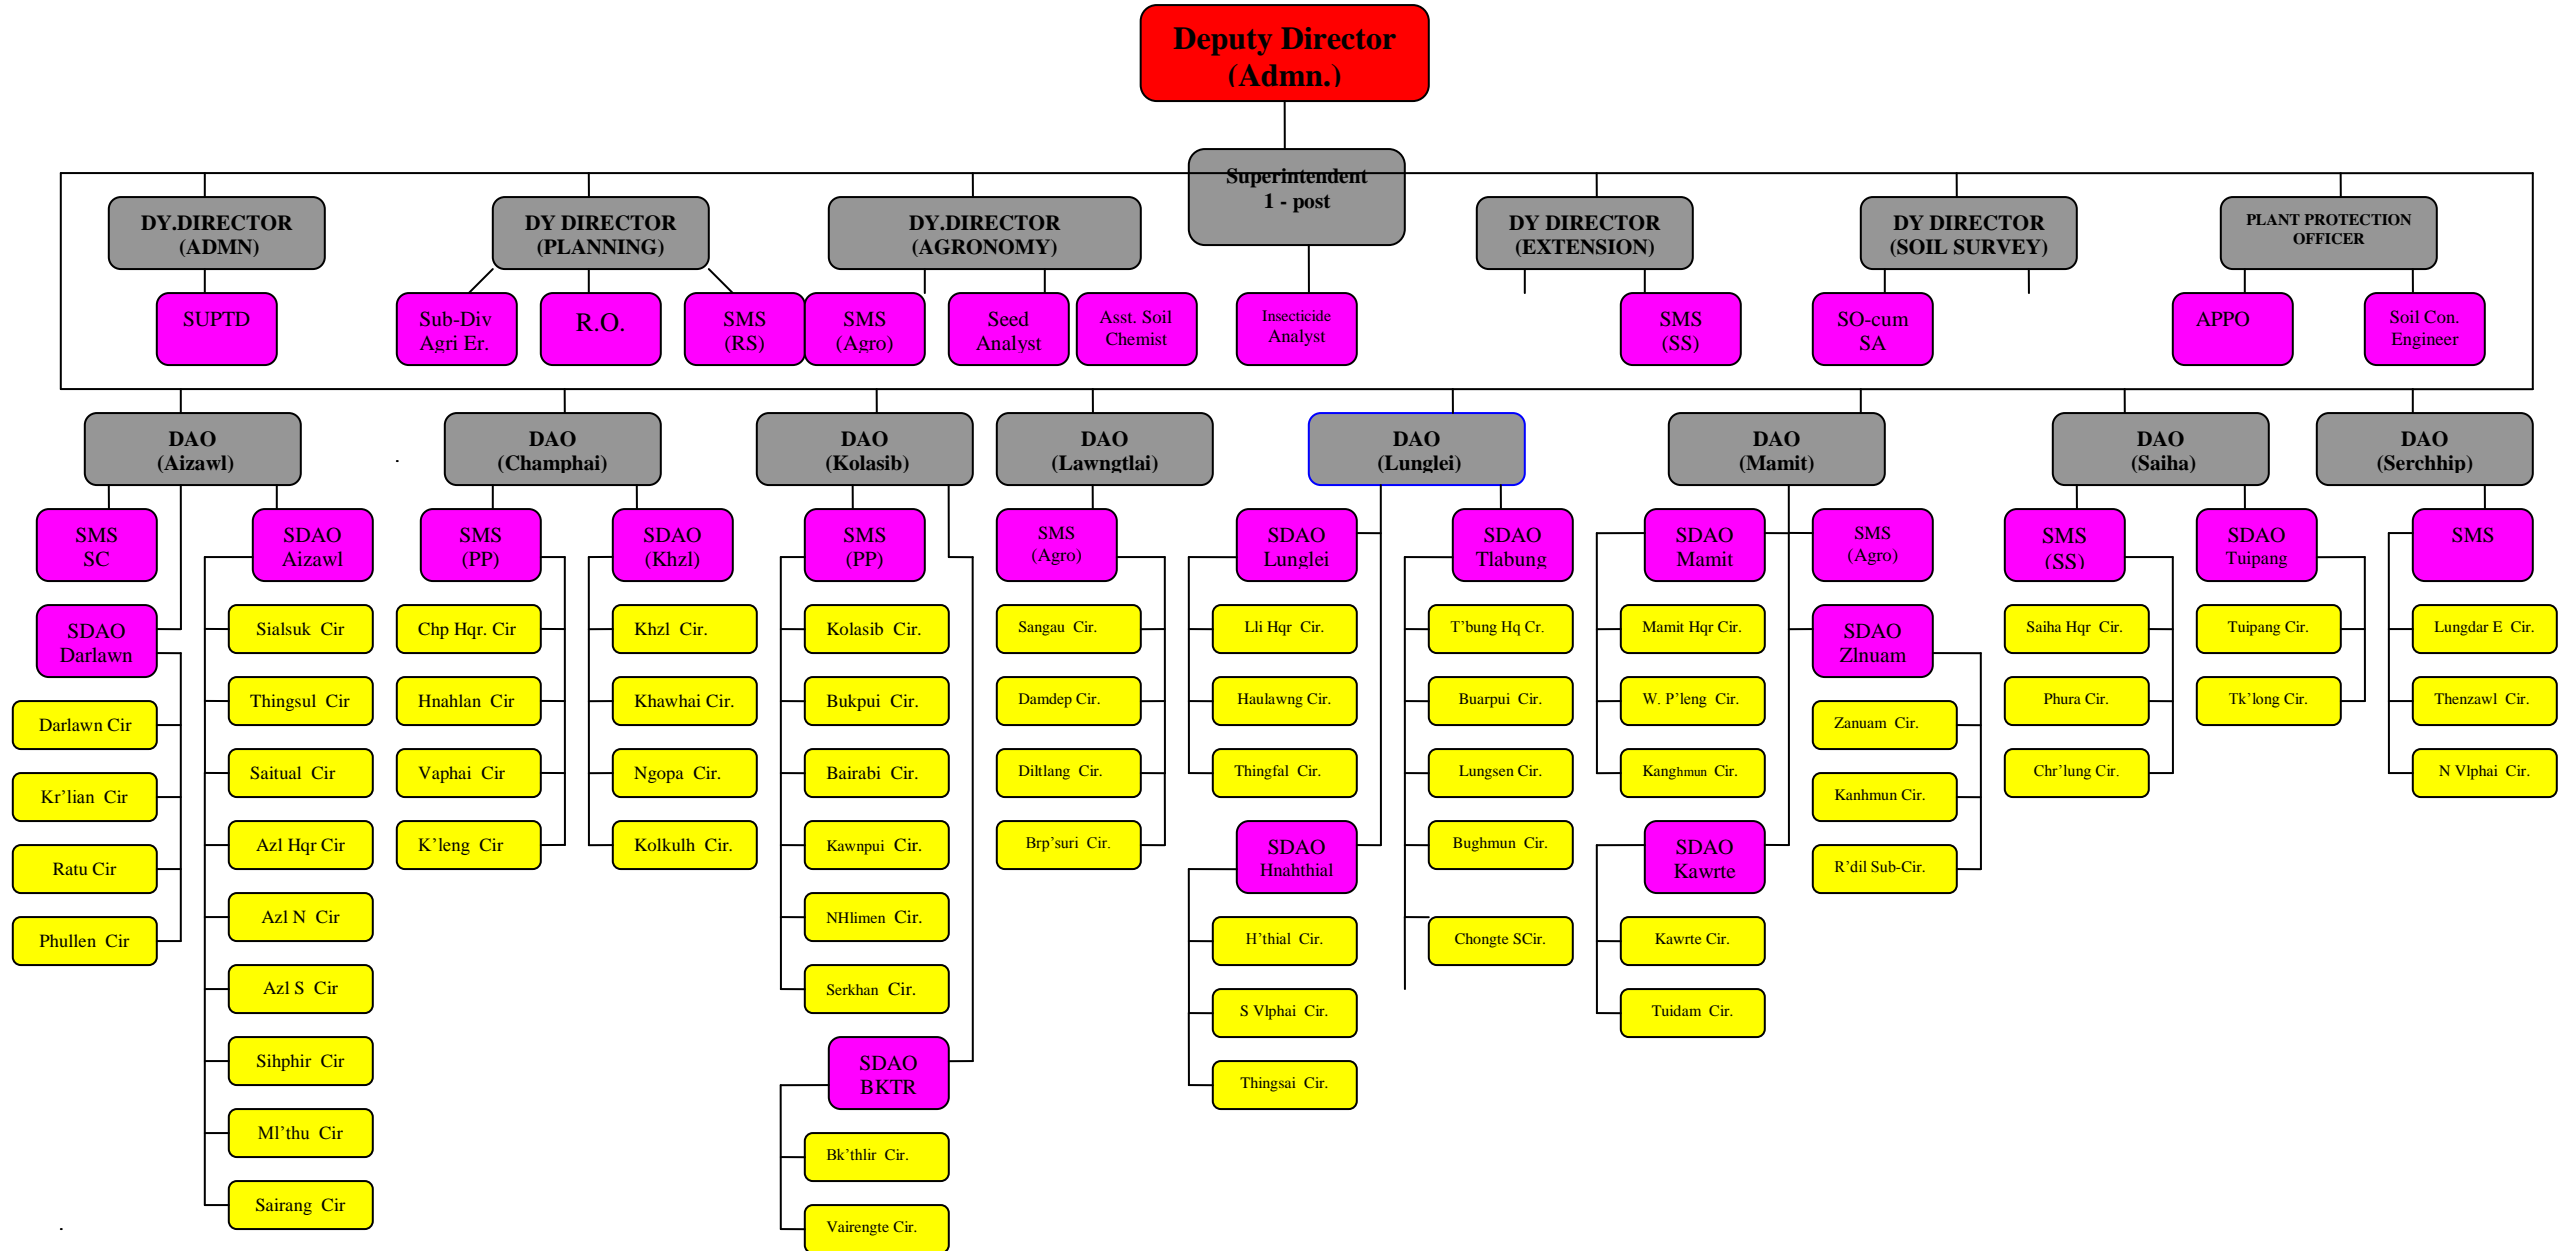 Deputy Director
(Admn.)
Superintendent
1 - post
DY.DIRECTOR
(ADMN)
DY DIRECTOR
(PLANNING)
DY.DIRECTOR
(AGRONOMY)
DY DIRECTOR
(EXTENSION)
DY DIRECTOR
(SOIL SURVEY)
PLANT PROTECTION
OFFICER
SUPTD
Sub-Div
Agri Er.
R.O.
SMS
(RS)
SMS
(Agro)
Seed
Analyst
Asst. Soil
Chemist
Insecticide
Analyst
SMS
(SS)
SO-cum
SA
APPO
Soil Con.
Engineer
DAO
(Aizawl)
DAO
(Champhai)
DAO
(Kolasib)
DAO
(Lawngtlai)
DAO
(Lunglei)
DAO
(Mamit)
DAO
(Saiha)
DAO
(Serchhip)
SMS
SC
SDAO
Darlawn
Darlawn Cir
Kr’lian Cir
Ratu Cir
Phullen Cir
SDAO
Aizawl
Sialsuk Cir
Thingsul Cir
Saitual Cir
Azl Hqr Cir
Azl N Cir
Azl S Cir
Sihphir Cir
Ml’thu Cir
Sairang Cir
SMS
(PP)
Chp Hqr. Cir
Hnahlan Cir
Vaphai Cir
K’leng Cir
SDAO
(Khzl)
Khzl Cir.
Khawhai Cir.
Ngopa Cir.
Kolkulh Cir.
SMS
(PP)
Kolasib Cir.
Bukpui Cir.
Bairabi Cir.
Kawnpui Cir.
NHlimen Cir.
Serkhan Cir.
SDAO
BKTR
Bk’thlir Cir.
Vairengte Cir.
SMS
(Agro)
Sangau Cir.
Damdep Cir.
Diltlang Cir.
Brp’suri Cir.
SDAO
Lunglei
Lli Hqr Cir.
Haulawng Cir.
Thingfal Cir.
SDAO
Hnahthial
H’thial Cir.
S Vlphai Cir.
Thingsai Cir.
SDAO
Tlabung
T’bung Hq Cr.
Buarpui Cir.
Lungsen Cir.
Bughmun Cir.
Chongte SCir.
SDAO
Mamit
Mamit Hqr Cir.
W. P’leng Cir.
Kanghmun Cir.
SDAO
Kawrte
Kawrte Cir.
Tuidam Cir.
SMS
(Agro)
SDAO
Zlnuam
Zanuam Cir.
Kanhmun Cir.
R’dil Sub-Cir.
SMS
(SS)
Saiha Hqr Cir.
Phura Cir.
Chr’lung Cir.
SDAO
Tuipang
Tuipang Cir.
Tk’long Cir.
SMS
Lungdar E Cir.
Thenzawl Cir.
N Vlphai Cir.